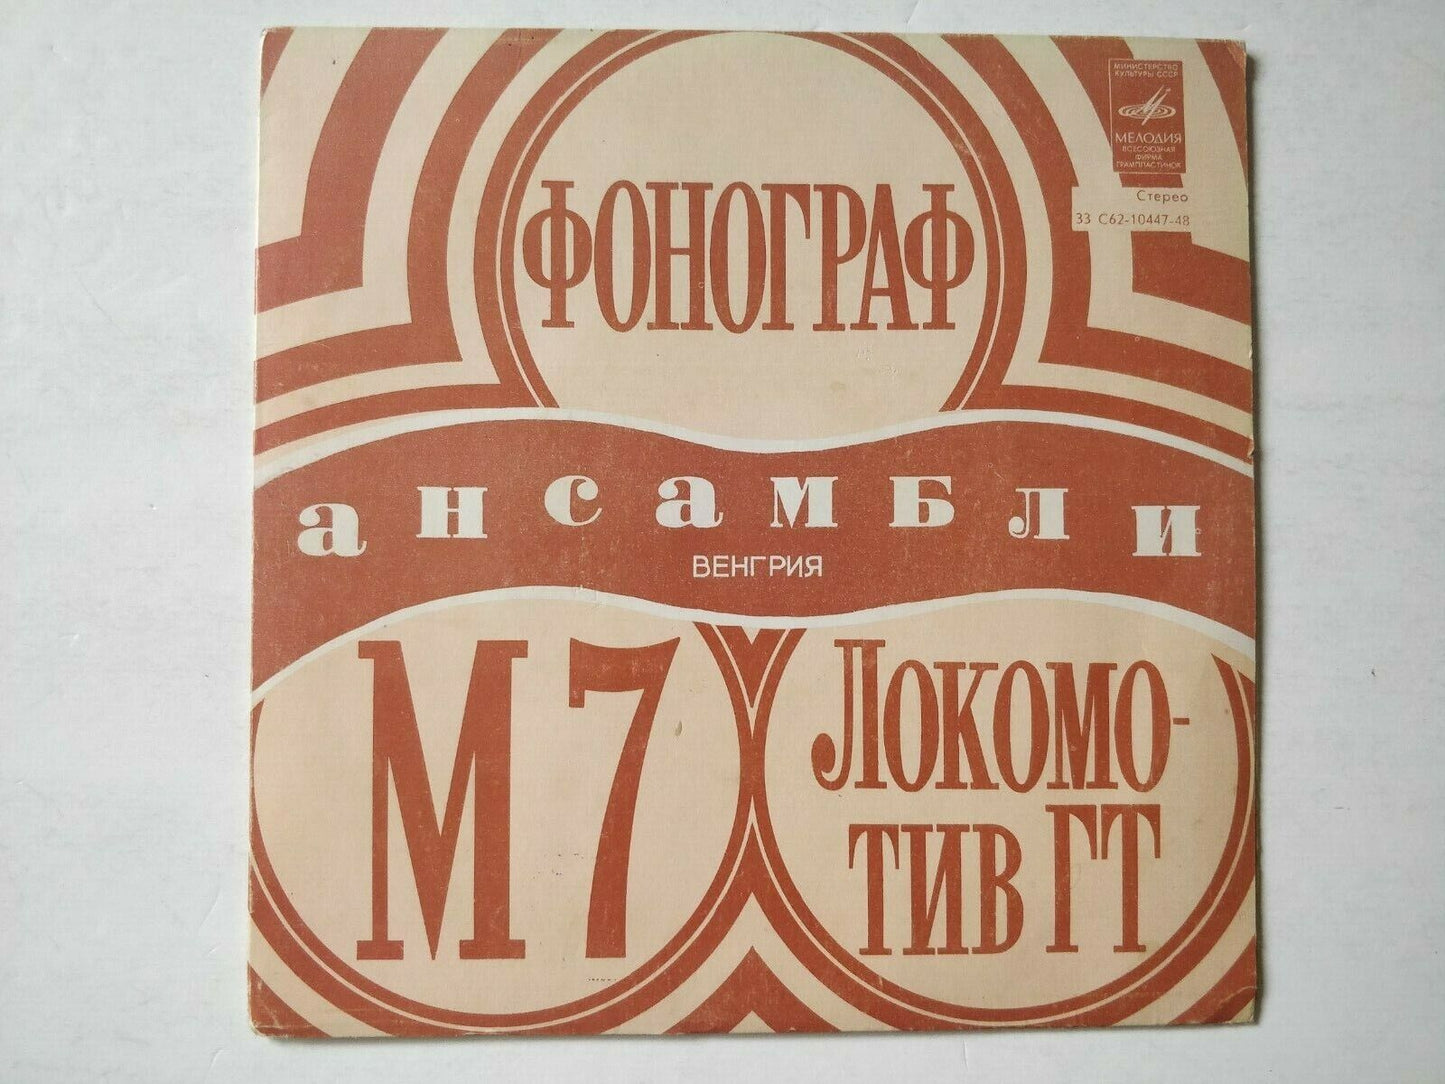 МИНИСТЕРСТВО
КУЛЬТУРЫ СССР
МЕЛОДИЯ
ВСЕСОЮЗНАЯ
ФИРМА
ГРАМПЛАСТИНОК
Стерео
33 С62-10447-48
ФОНОГРАФ
ансамбли
ВЕНГРИЯ
М7
ЛОКОМО-
ТИВ ГТ